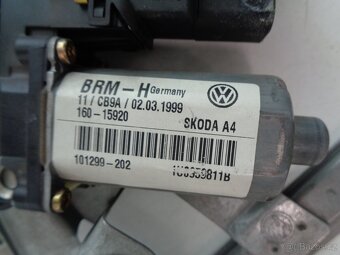 BRM-H Germany
11/CB9A/02.03.1999
160-15920 SKODA A4
101299-202